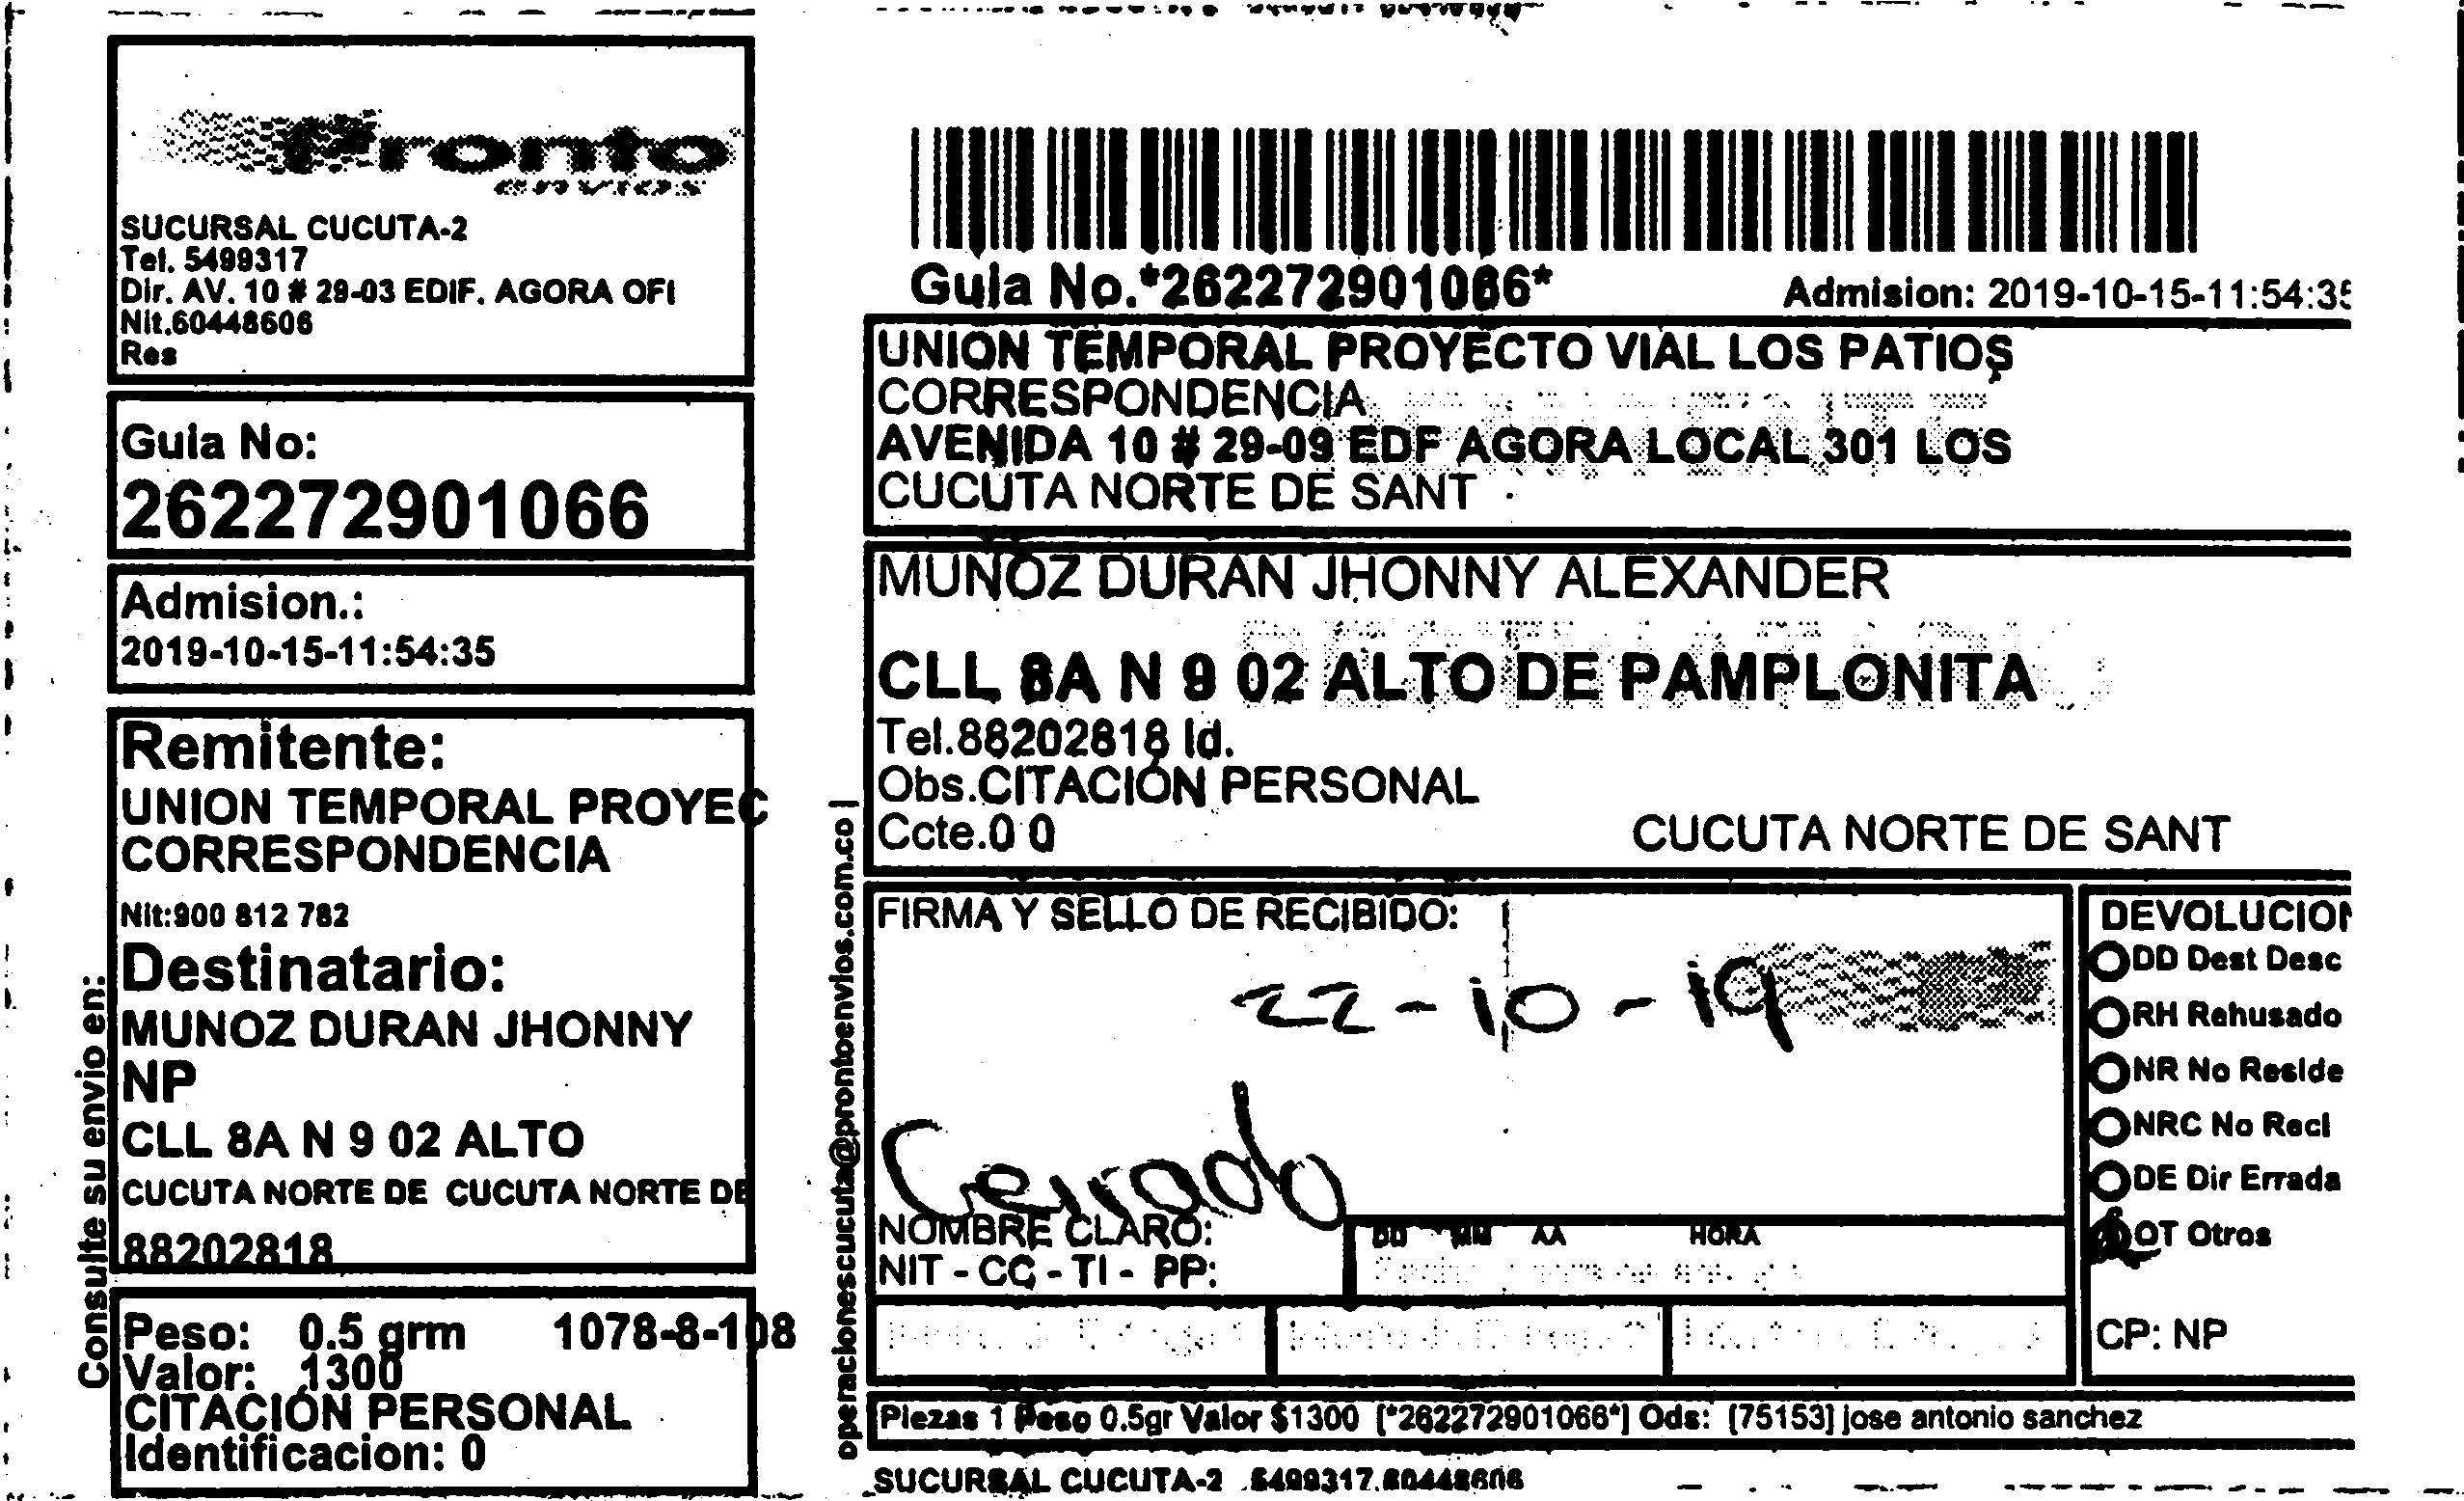 Pronto
envios
SUCURSAL CUCUTA-2
Tel. 5499317
Dir. AV. 10 # 29-03 EDIF. AGORA OFI
Nit.60448606
Res
Guia No:
262272901066
Admision.:
2019-10-15-11:54:35
Remitente:
UNION TEMPORAL PROYEC
CORRESPONDENCIA
Nit:900 812 782
Destinatario:
MUNOZ DURAN JHONNY
NP
CLL 8A N 9 02 ALTO
CUCUTA NORTE DE CUCUTA NORTE DE
88202818
Peso: 0.5 grm 1078-8-108
Valor: 1300
CITACION PERSONAL
Identificacion: 0
Consulte su envio en:
operacionescucuta@prontoenvios.com.co |
Guia No.*262272901066*
Admision: 2019-10-15-11:54:35
UNION TEMPORAL PROYECTO VIAL LOS PATIOS
CORRESPONDENCIA
AVENIDA 10 # 29-09 EDF AGORA LOCAL 301 LOS
CUCUTA NORTE DE SANT
MUNOZ DURAN JHONNY ALEXANDER
CLL 8A N 9 02 ALTO DE PAMPLONITA
Tel.88202818 Id.
Obs.CITACION PERSONAL
Ccte.0 0
CUCUTA NORTE DE SANT
FIRMA Y SELLO DE RECIBIDO:
22-10-19
Cerrado
NOMBRE CLARO:
NIT - CC - TI - PP:
DD MM AA HORA
DEVOLUCION
DD Dest Desc
RH Rehusado
NR No Reside
NRC No Recl
DE Dir Errada
OT Otros
CP: NP
Piezas 1 Peso 0.5gr Valor $1300 [*262272901066*] Ods: [75153] jose antonio sanchez
SUCURSAL CUCUTA-2 .5499317.60448606